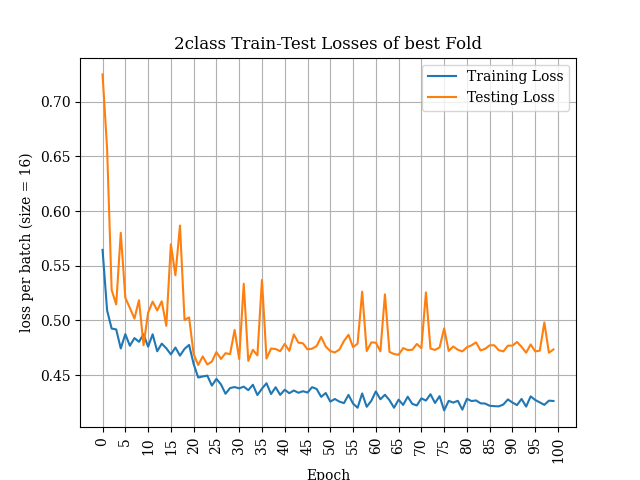 2class Train-Test Losses of best Fold
Training Loss
Testing Loss
loss per batch (size = 16)
0.70
0.65
0.60
0.55
0.50
0.45
0 5 10 15 20 25 30 35 40 45 50 55 60 65 70 75 80 85 90 95 100
Epoch